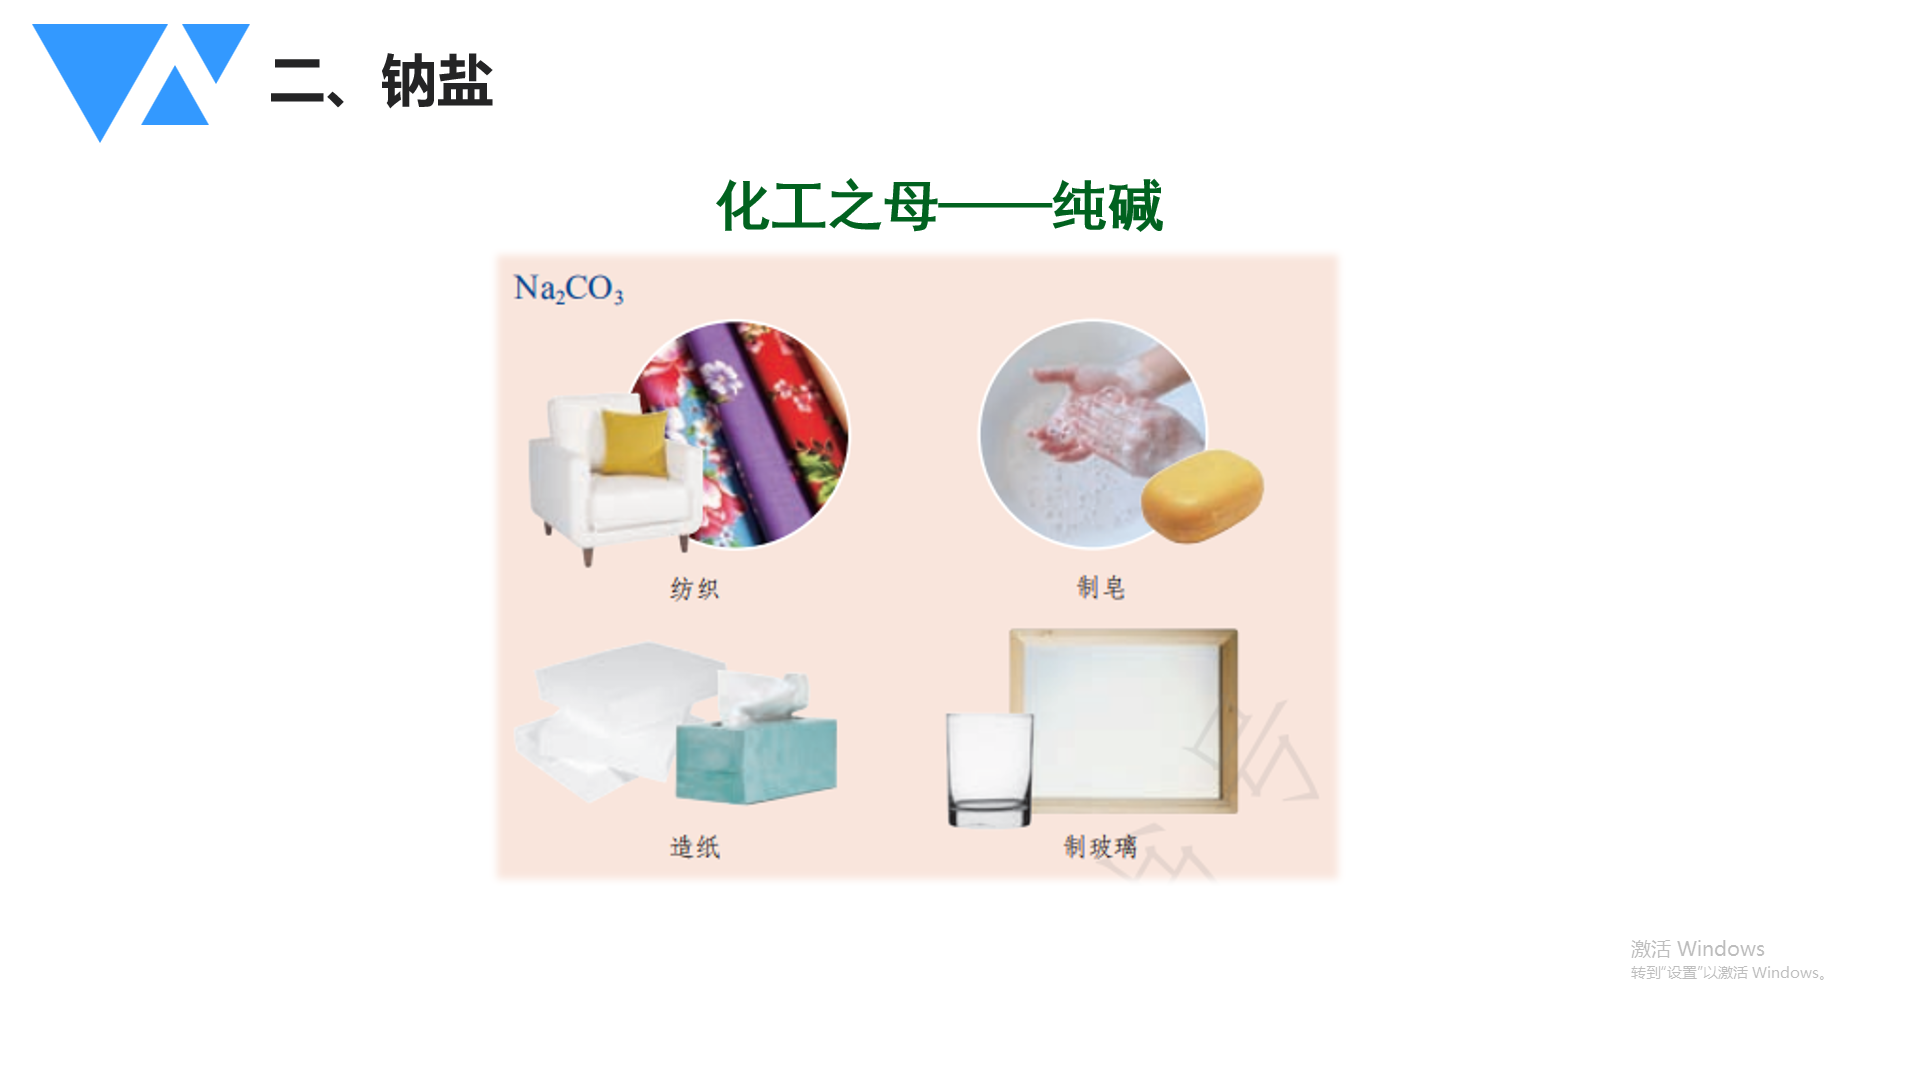 二、钠盐
化工之母——纯碱
Na₂CO₃
纺织
制皂
造纸
制玻璃
激活 Windows
转到“设置”以激活 Windows。